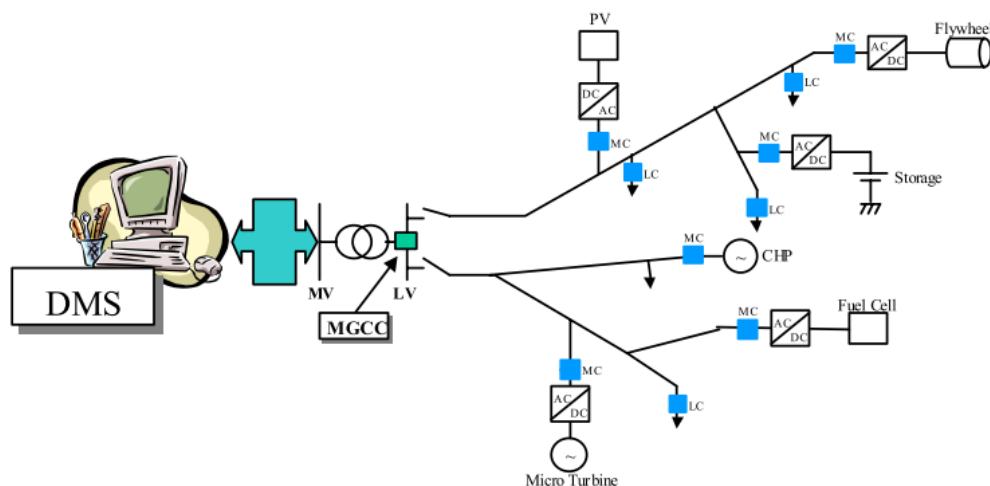 PV
MC
AC
DC
Flywheel
LC
DC
AC
MC
LC
MC
AC
DC
Storage
LC
DMS
MV
LV
MGCC
MC
~
CHP
Fuel Cell
MC
AC
DC
MC
LC
AC
DC
~
Micro Turbine